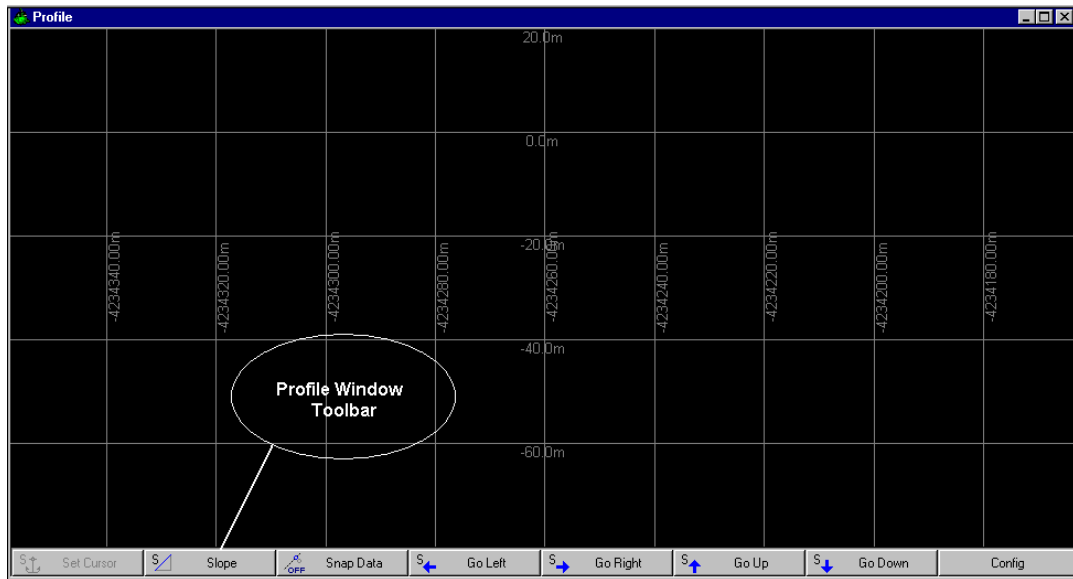 Profile
20.0m
0.0m
-20.0m
-4234340.00m
-4234320.00m
-4234300.00m
-4234280.00m
-4234260.00m
-4234240.00m
-4234220.00m
-4234200.00m
-4234180.00m
-40.0m
Profile Window
Toolbar
-60.0m
S Set Cursor
S Slope
OFF Snap Data
S Go Left
S Go Right
S Go Up
S Go Down
Config